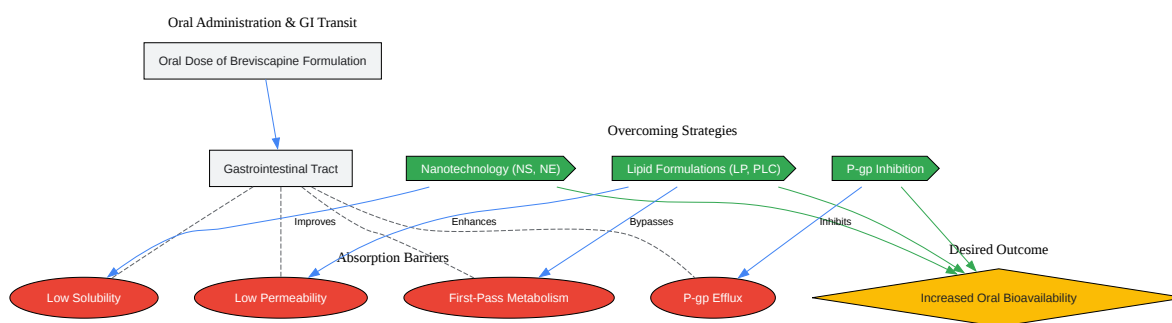 Oral Administration & GI Transit
Oral Dose of Breviscapine Formulation
Overcoming Strategies
Gastrointestinal Tract
Nanotechnology (NS, NE)
Lipid Formulations (LP, PLC)
P-gp Inhibition
Improves
Enhances
Bypasses
Inhibits
Absorption Barriers
Desired Outcome
Low Solubility
Low Permeability
First-Pass Metabolism
P-gp Efflux
Increased Oral Bioavailability